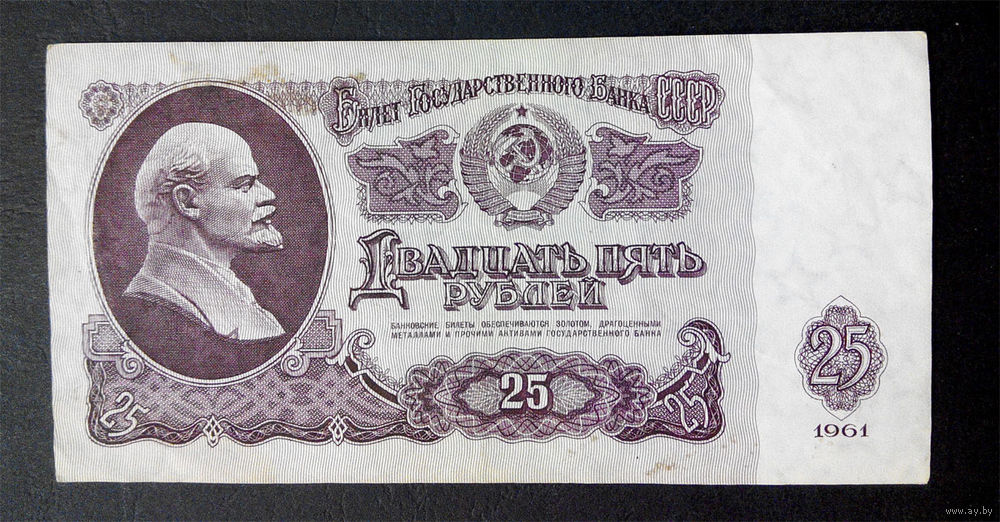 Билет Государственного Банка СССР
Двадцать пять
рублей
БАНКОВСКИЕ БИЛЕТЫ ОБЕСПЕЧИВАЮТСЯ ЗОЛОТОМ, ДРАГОЦЕННЫМИ
МЕТАЛЛАМИ И ПРОЧИМИ АКТИВАМИ ГОСУДАРСТВЕННОГО БАНКА
25
25
25
25
1961
www.ay.by